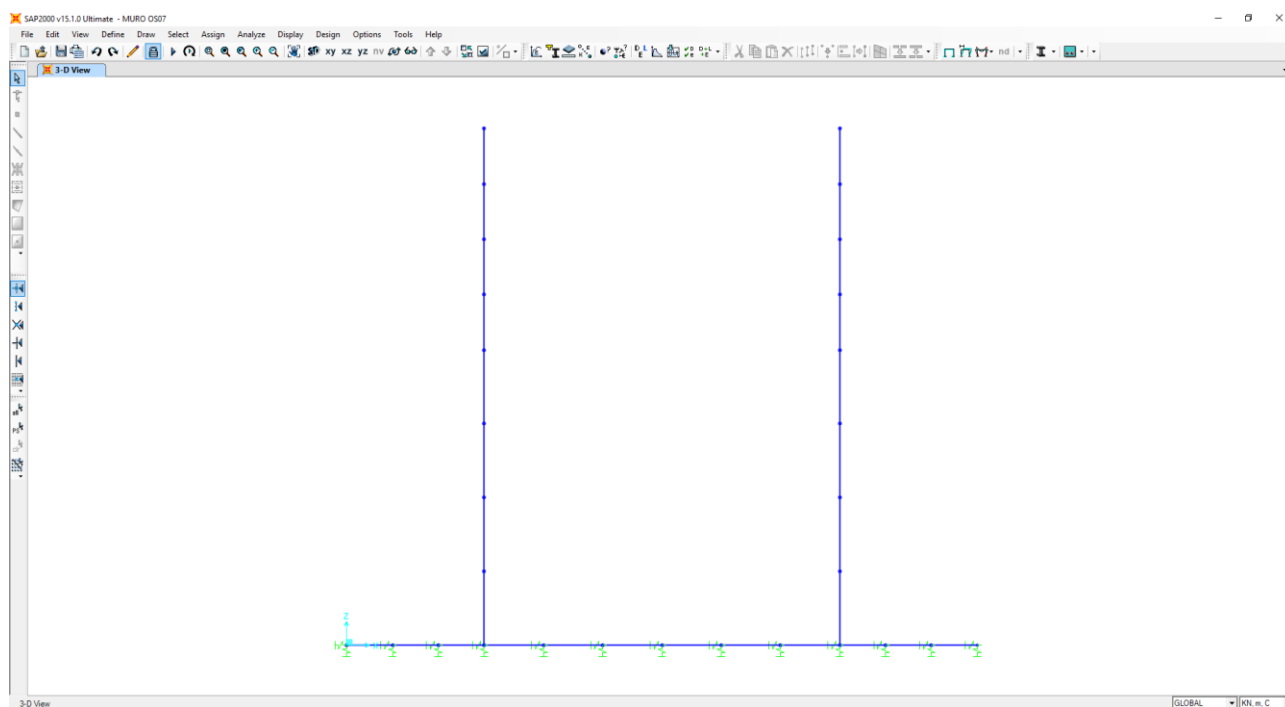 SAP2000 v15.1.0 Ultimate - MURO OS07
File Edit View Define Draw Select Assign Analyze Display Design Options Tools Help
xy xz yz nv nd
3-D View
Z
3-D View GLOBAL KN, m, C